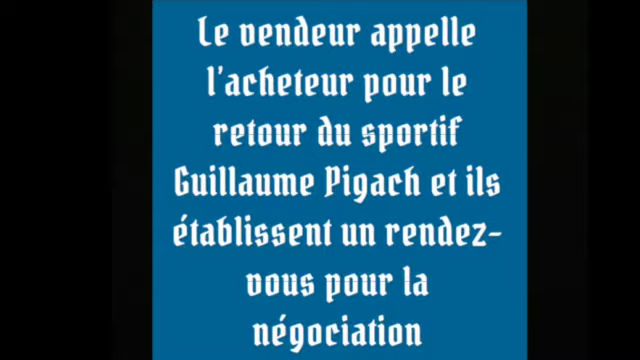 Le vendeur appelle
l'acheteur pour le
retour du sportif
Guillaume Pigach et ils
établissent un rendez-
vous pour la
négociation